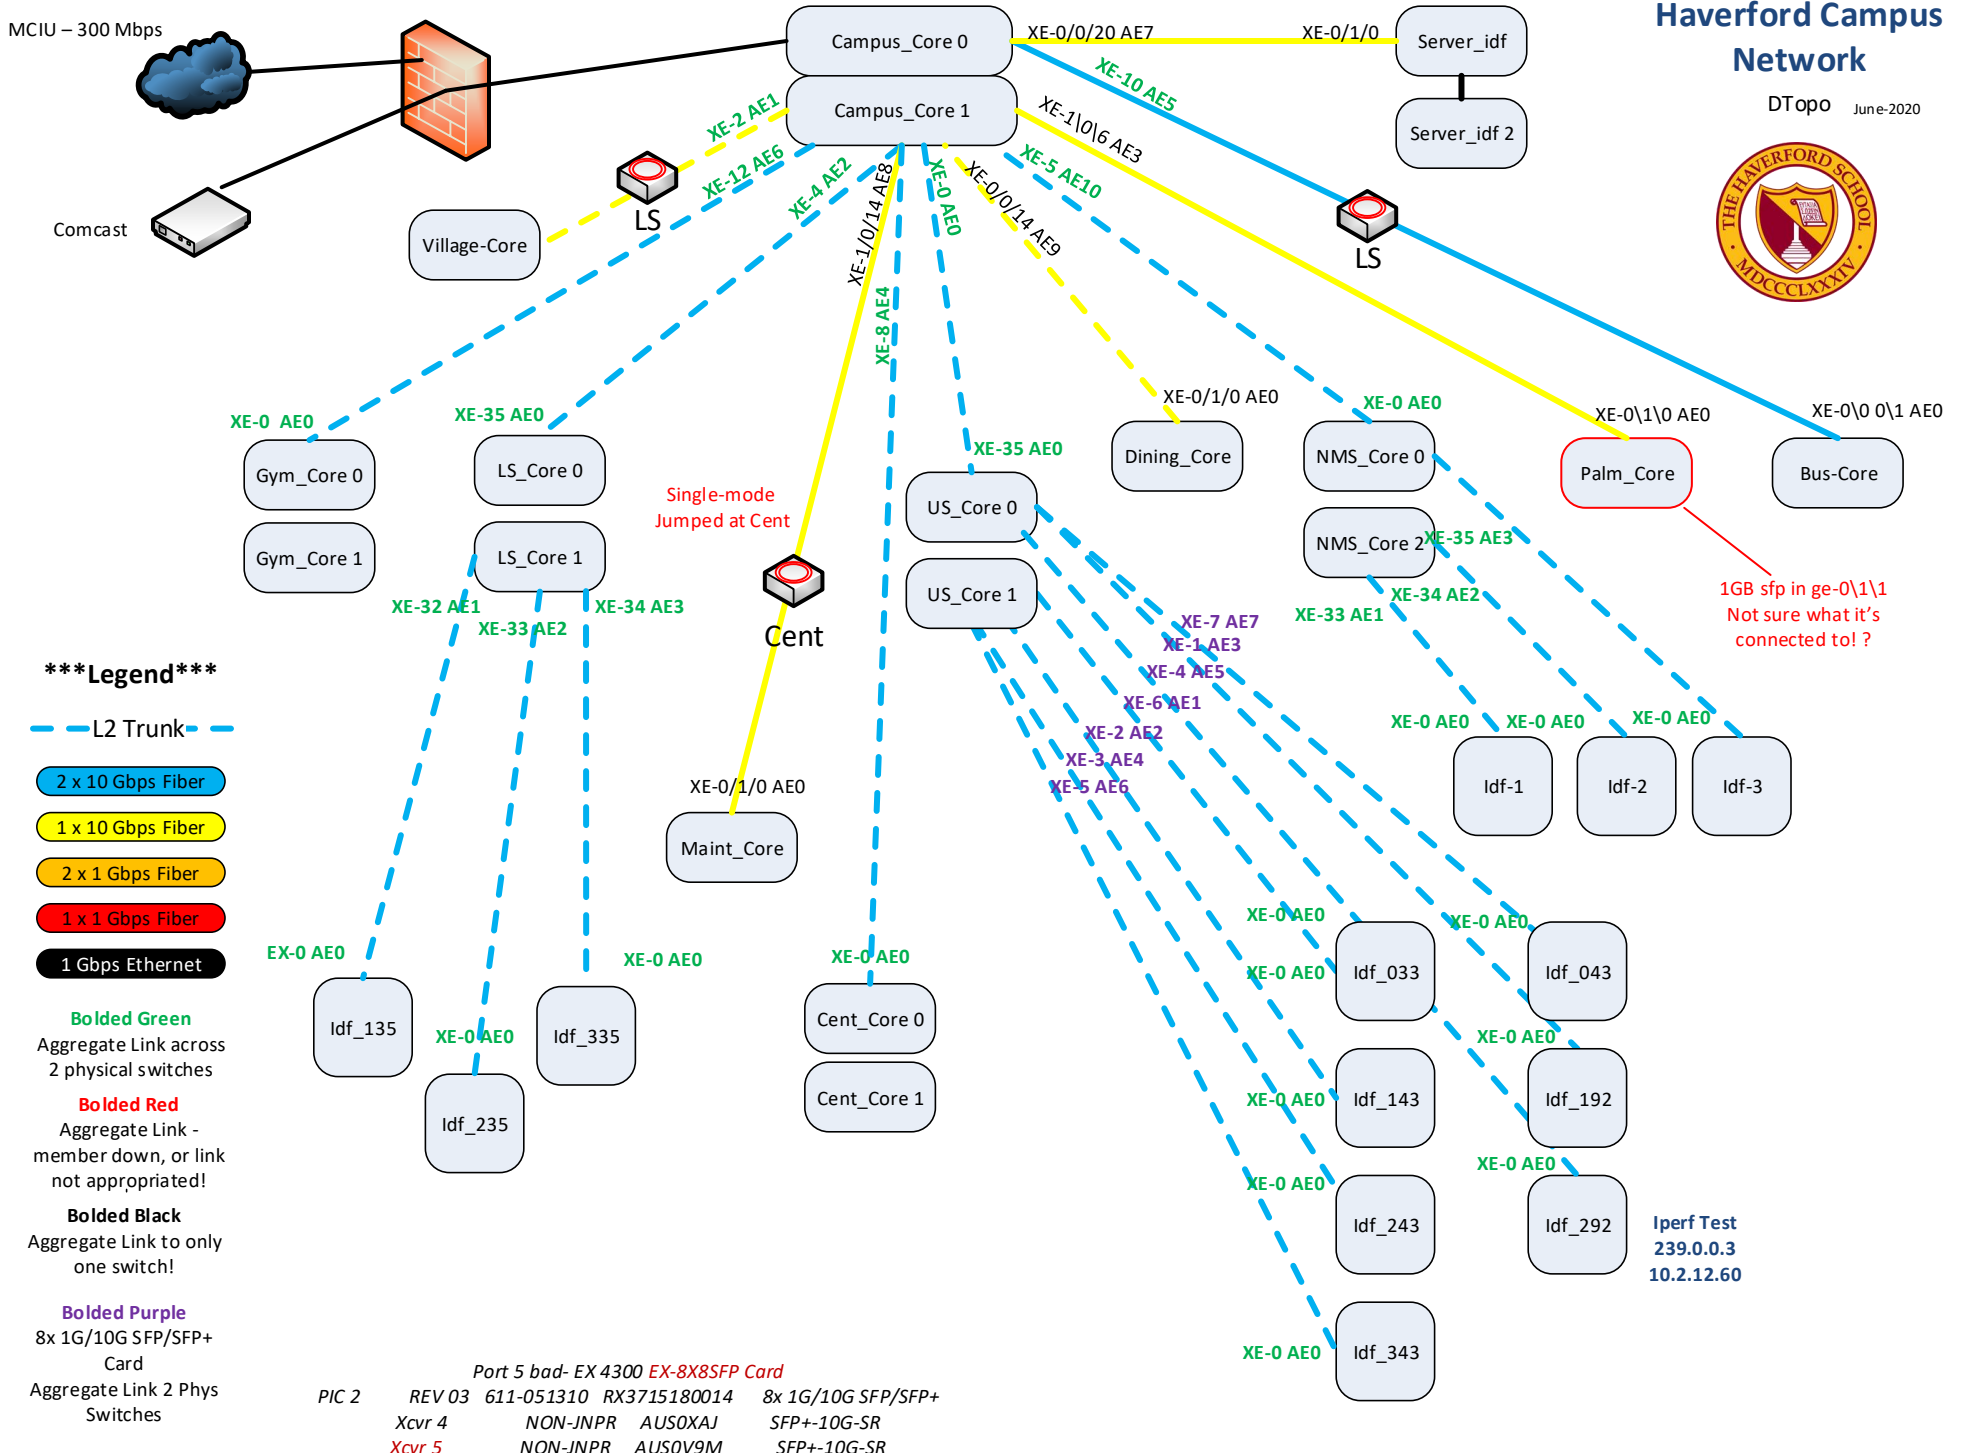 MCIU – 300 Mbps
Comcast
Campus_Core 0
Campus_Core 1
XE-0/0/20 AE7
XE-0/1/0
Server_idf
Server_idf 2
Haverford Campus
Network
DTopo
June-2020
THE HAVERFORD SCHOOL
MDCCCLXXXIV
XE-2 AE1
XE-12 AE6
XE-4 AE2
XE-1/0/14 AE8
XE-8 AE4
XE-0 AE0
XE-0/0/14 AE9
XE-5 AE10
XE-1\0\6 AE3
XE-10 AE5
LS
LS
Village-Core
XE-0  AE0
Gym_Core 0
Gym_Core 1
XE-35 AE0
LS_Core 0
LS_Core 1
XE-32 AE1
XE-33 AE2
XE-34 AE3
Single-mode
Jumped at Cent
Cent
XE-0/1/0 AE0
Maint_Core
XE-35 AE0
US_Core 0
US_Core 1
XE-0/1/0 AE0
Dining_Core
XE-0 AE0
NMS_Core 0
NMS_Core 2
XE-35 AE3
XE-34 AE2
XE-33 AE1
XE-0\1\0 AE0
Palm_Core
XE-0\0 0\1 AE0
Bus-Core
1GB sfp in ge-0\1\1
Not sure what it’s
connected to! ?
XE-7 AE7
XE-1 AE3
XE-4 AE5
XE-6 AE1
XE-2 AE2
XE-3 AE4
XE-5 AE6
XE-0 AE0
XE-0 AE0
XE-0 AE0
Idf-1
Idf-2
Idf-3
***Legend***
L2 Trunk
2 x 10 Gbps Fiber
1 x 10 Gbps Fiber
2 x 1 Gbps Fiber
1 x 1 Gbps Fiber
1 Gbps Ethernet
Bolded Green
Aggregate Link across
2 physical switches
Bolded Red
Aggregate Link -
member down, or link
not appropriated!
Bolded Black
Aggregate Link to only
one switch!
Bolded Purple
8x 1G/10G SFP/SFP+
Card
Aggregate Link 2 Phys
Switches
EX-0 AE0
Idf_135
XE-0 AE0
Idf_235
XE-0 AE0
Idf_335
XE-0 AE0
Cent_Core 0
Cent_Core 1
XE-0 AE0
XE-0 AE0
Idf_033
XE-0 AE0
Idf_043
XE-0 AE0
Idf_143
XE-0 AE0
Idf_192
XE-0 AE0
Idf_243
XE-0 AE0
Idf_292
XE-0 AE0
Idf_343
Iperf Test
239.0.0.3
10.2.12.60
Port 5 bad- EX 4300 EX-8X8SFP Card
PIC 2 REV 03 611-051310 RX3715180014 8x 1G/10G SFP/SFP+
Xcvr 4 NON-JNPR AUS0XAJ SFP+-10G-SR
Xcvr 5 NON-JNPR AUS0V9M SFP+-10G-SR